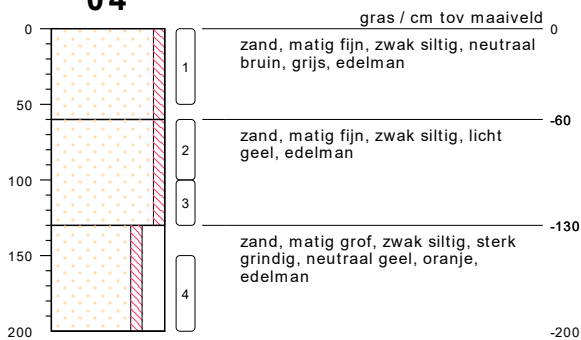 04
gras / cm tov maaiveld
0
0
zand, matig fijn, zwak siltig, neutraal
bruin, grijs, edelman
1
50
-60
zand, matig fijn, zwak siltig, licht
geel, edelman
2
100
3
-130
zand, matig grof, zwak siltig, sterk
grindig, neutraal geel, oranje,
edelman
150
4
200
-200